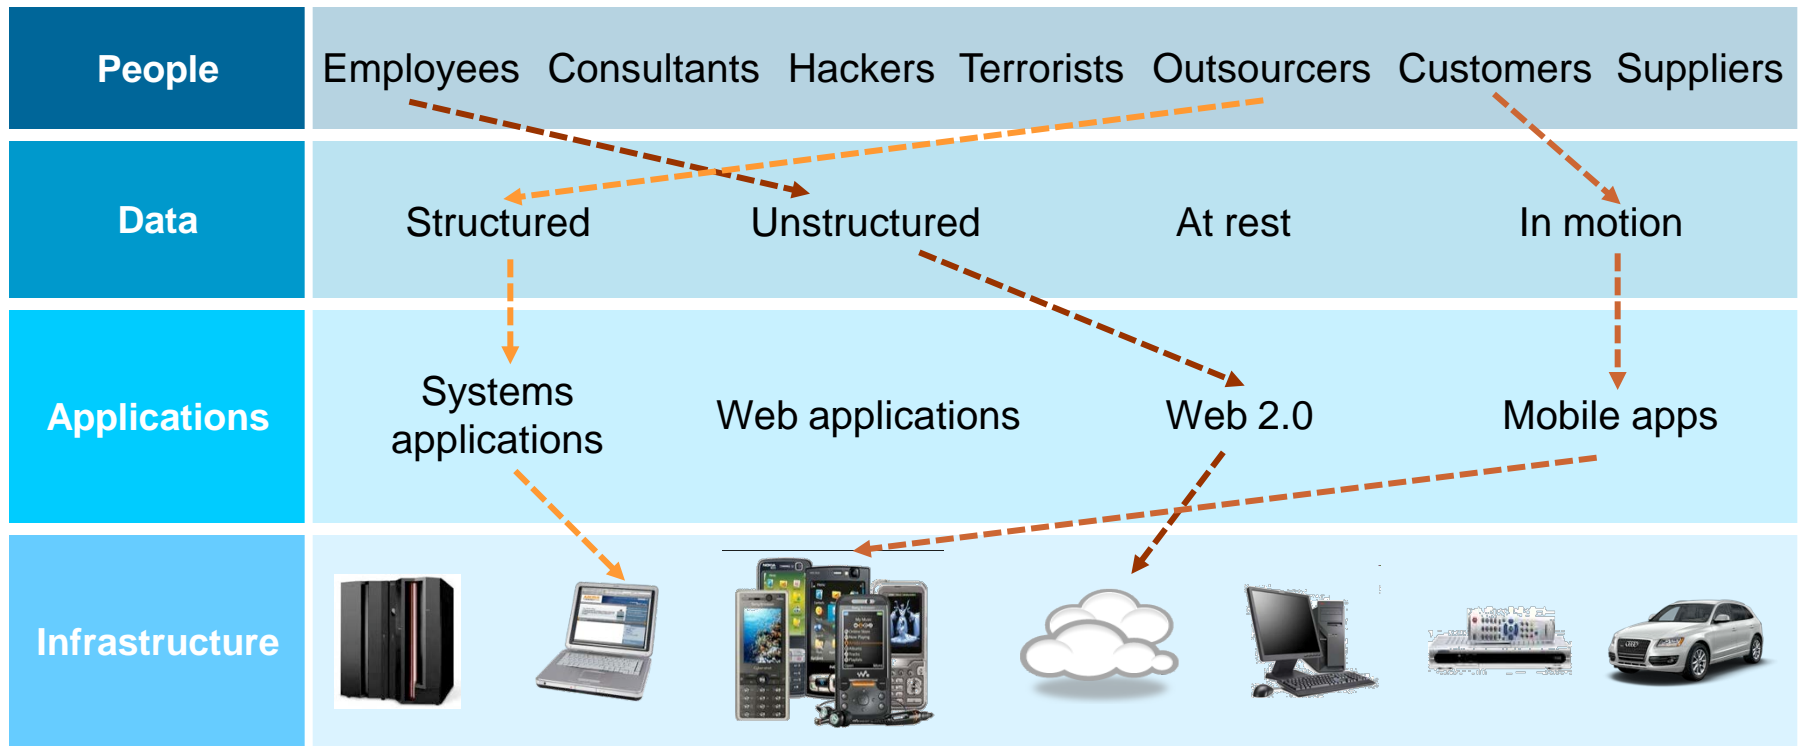 People
Employees Consultants Hackers Terrorists Outsourcers Customers Suppliers
Data
Structured Unstructured At rest In motion
Applications
Systems
applications
Web applications
Web 2.0
Mobile apps
Infrastructure
NOKIA